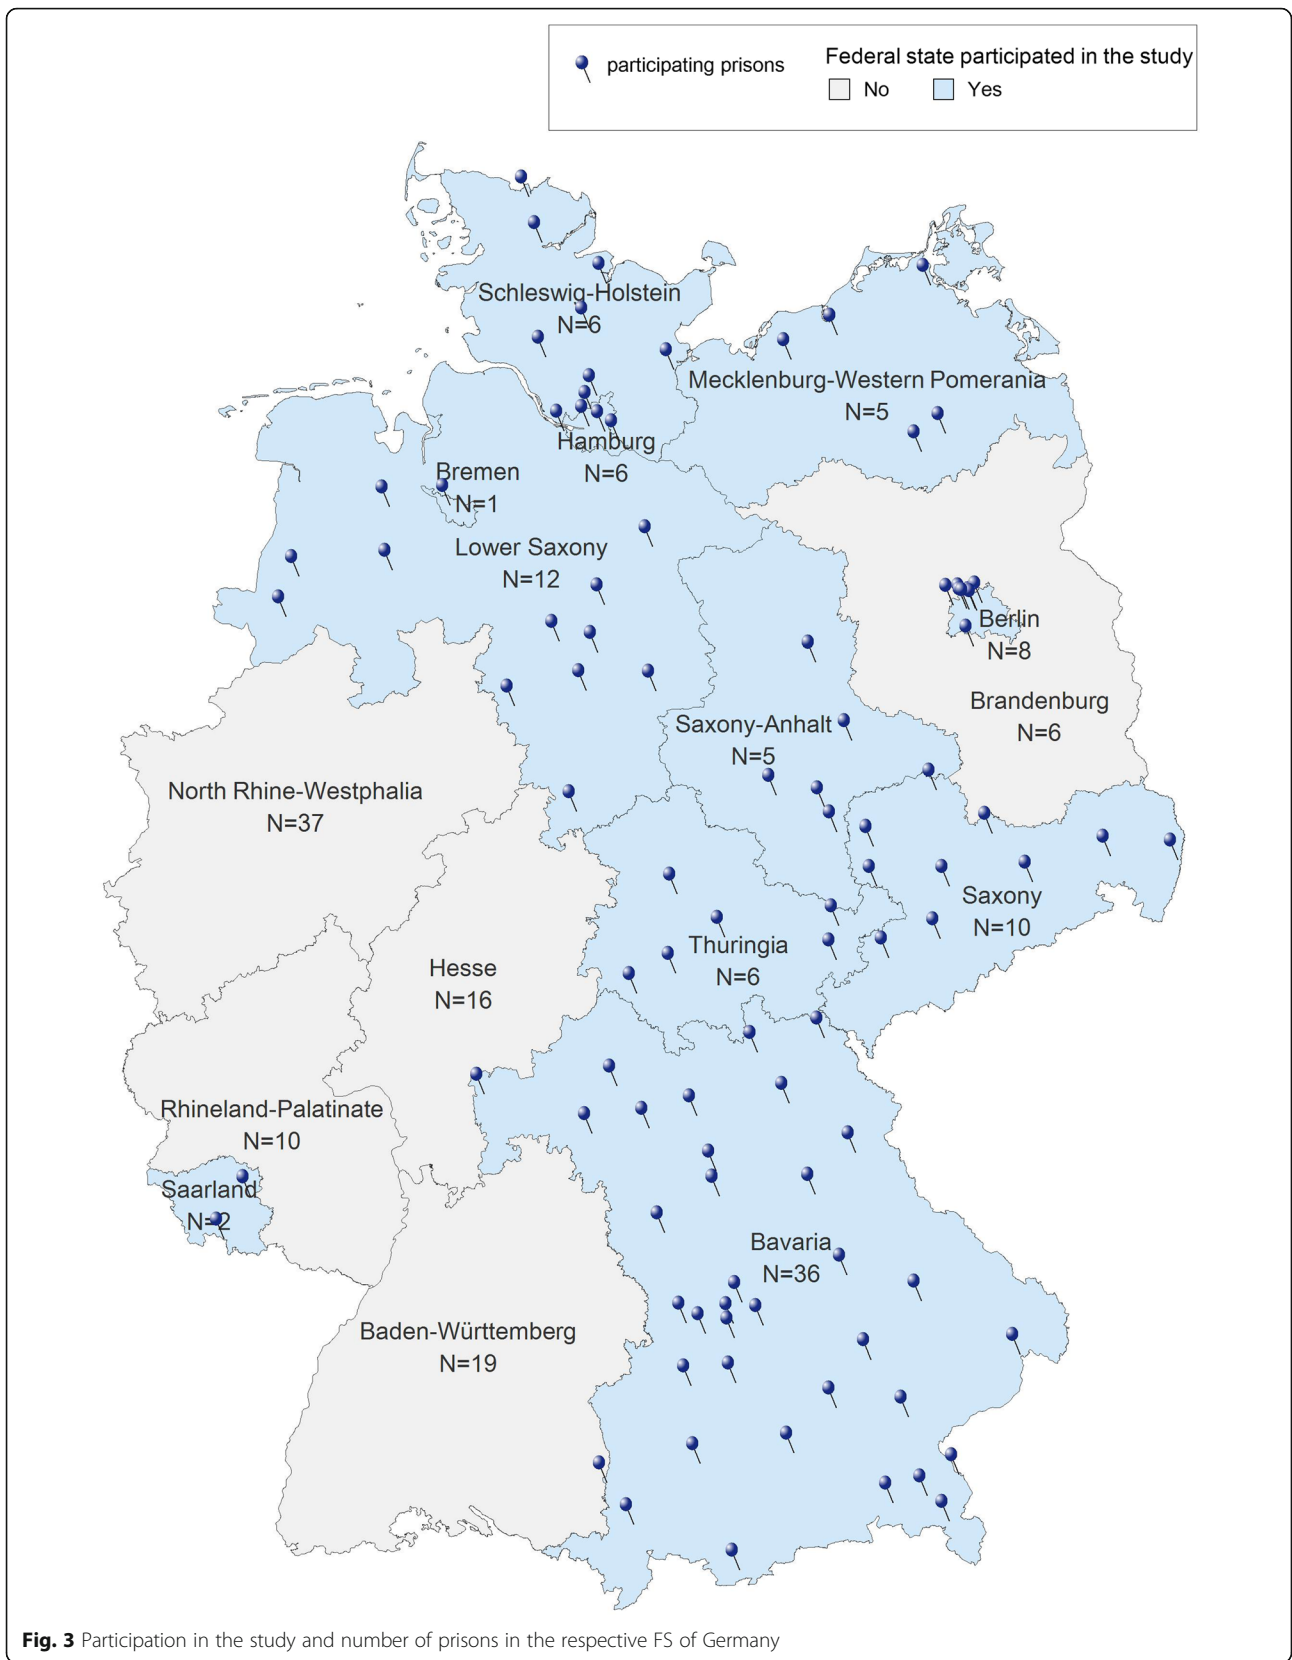 participating prisons
Federal state participated in the study
No
Yes
Schleswig-Holstein
N=6
Mecklenburg-Western Pomerania
N=5
Hamburg
N=6
Bremen
N=1
Lower Saxony
N=12
Berlin
N=8
Brandenburg
N=6
Saxony-Anhalt
N=5
North Rhine-Westphalia
N=37
Saxony
N=10
Thuringia
N=6
Hesse
N=16
Rhineland-Palatinate
N=10
Saarland
N=2
Bavaria
N=36
Baden-Württemberg
N=19
Fig. 3 Participation in the study and number of prisons in the respective FS of Germany